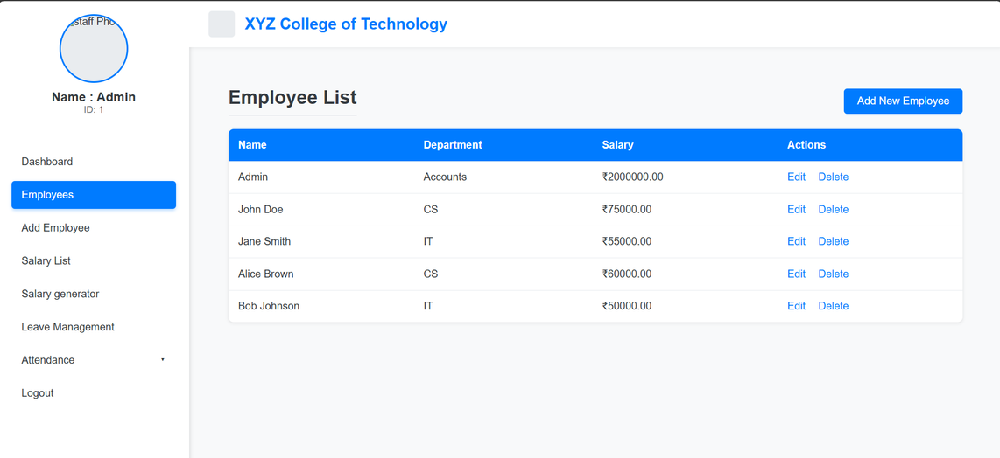 staff Pho
Name : Admin
ID: 1
Dashboard
Employees
Add Employee
Salary List
Salary generator
Leave Management
Attendance
Logout
XYZ College of Technology
Employee List
Add New Employee
Name Department Salary Actions
Admin Accounts ₹2000000.00 Edit Delete
John Doe CS ₹75000.00 Edit Delete
Jane Smith IT ₹55000.00 Edit Delete
Alice Brown CS ₹60000.00 Edit Delete
Bob Johnson IT ₹50000.00 Edit Delete